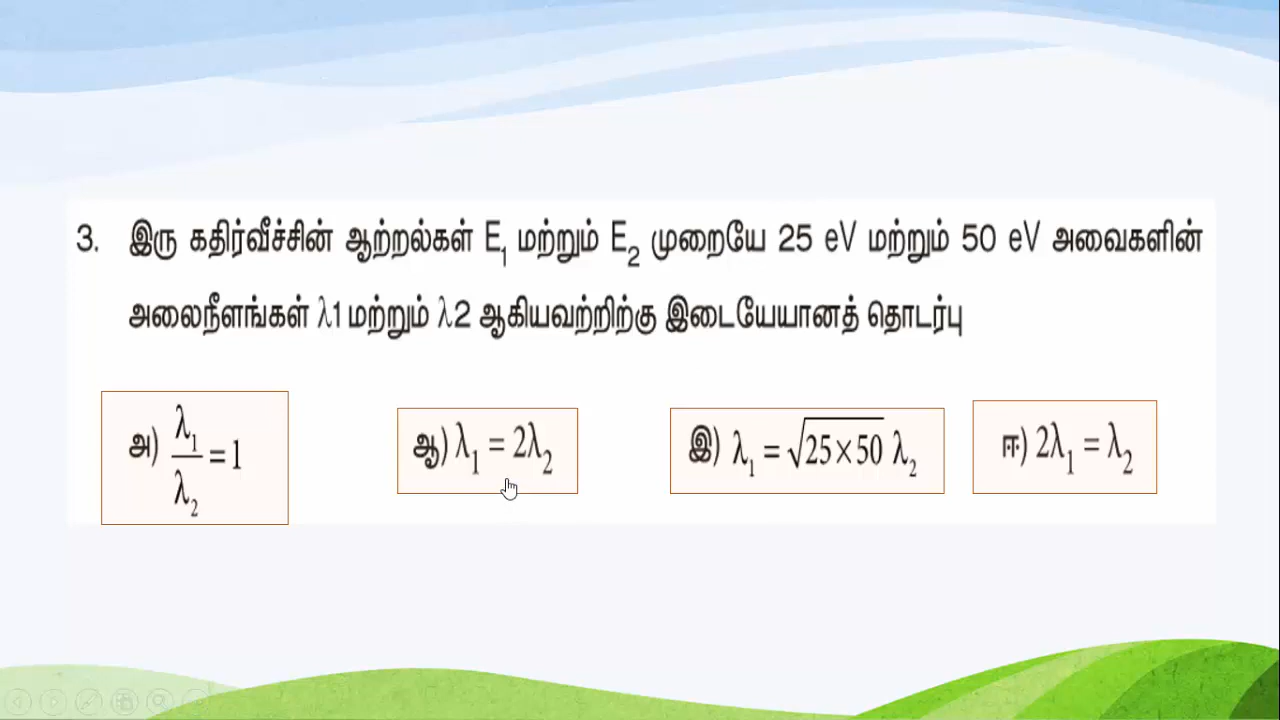 3. இரு கதிர்வீச்சின் ஆற்றல்கள் E₁ மற்றும் E₂ முறையே 25 eV மற்றும் 50 eV அவைகளின்
அலைநீளங்கள் λ1 மற்றும் λ2 ஆகியவற்றிற்கு இடையேயானத் தொடர்பு
அ) λ₁/λ₂ = 1 ஆ) λ₁ = 2λ₂ இ) λ₁ = √(25×50) λ₂ ஈ) 2λ₁ = λ₂